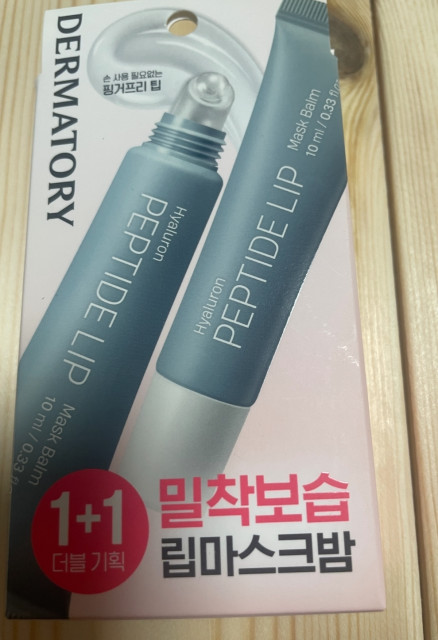 DERMATORY
손 사용 필요없는
핑거프리 팁
Hyaluron
PEPTIDE LIP
Mask Balm
10 ml / 0.33 fl
Hyaluron
PEPTIDE LIP
Mask Balm
10 ml / 0.33 fl.o
1+1
더블 기획
밀착보습
립마스크밤